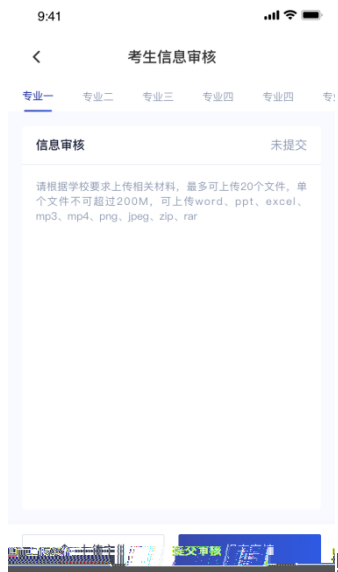 9:41
考生信息审核
专业一 专业二 专业三 专业四 专业四 专
信息审核 未提交
请根据学校要求上传相关材料，最多可上传20个文件，单
个文件不可超过200M，可上传word、ppt、excel、
mp3、mp4、png、jpeg、zip、rar
提交审核